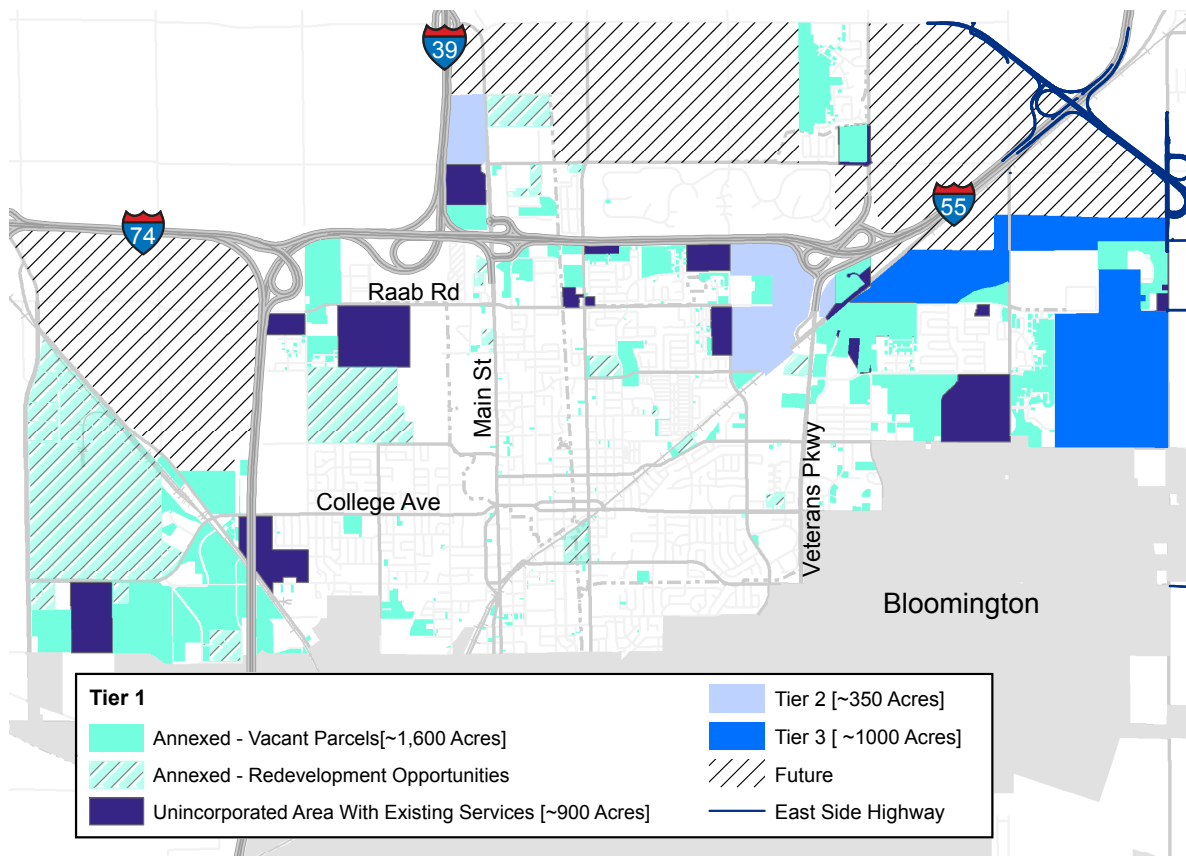 39
55
74
Raab Rd
Main St
Veterans Pkwy
College Ave
Bloomington
Tier 1
Annexed - Vacant Parcels[~1,600 Acres]
Annexed - Redevelopment Opportunities
Unincorporated Area With Existing Services [~900 Acres]
Tier 2 [~350 Acres]
Tier 3 [ ~1000 Acres]
Future
East Side Highway